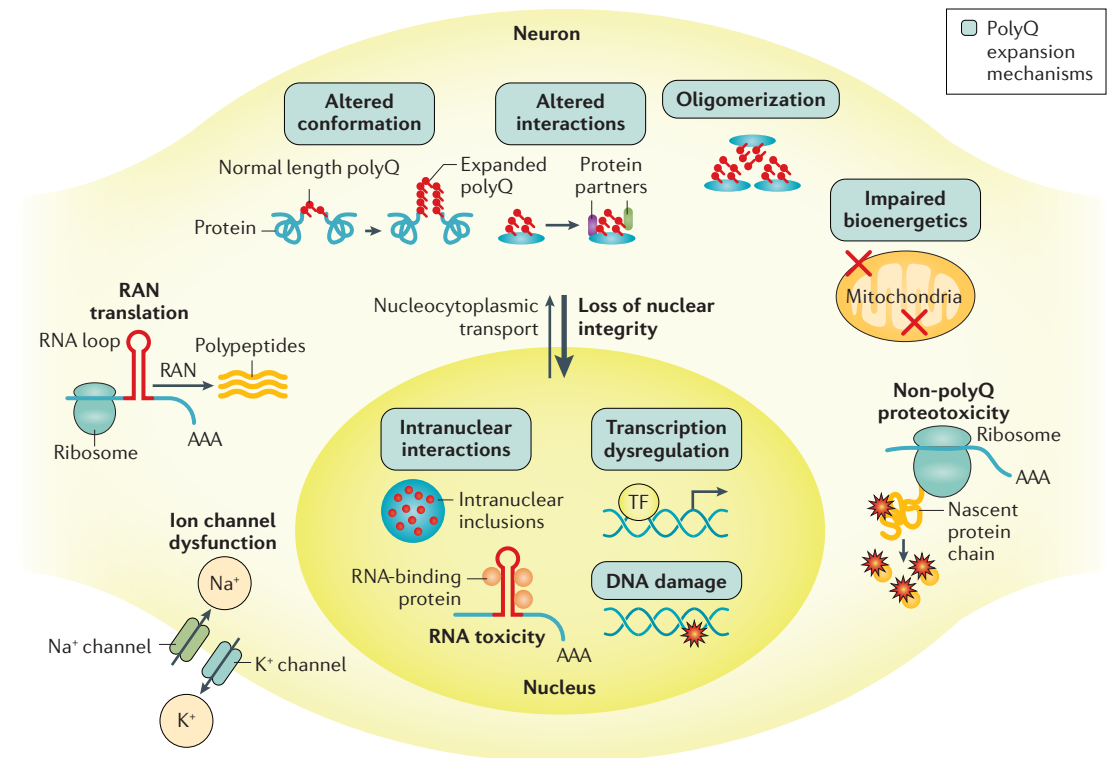 Neuron
PolyQ
expansion
mechanisms
Altered
conformation
Altered
interactions
Oligomerization
Normal length polyQ
Expanded
polyQ
Protein
partners
Protein
Impaired
bioenergetics
Mitochondria
RAN
translation
RNA loop
RAN
Polypeptides
Ribosome
AAA
Nucleocytoplasmic
transport
Loss of nuclear
integrity
Non-polyQ
proteotoxicity
Ribosome
AAA
Nascent
protein
chain
Intranuclear
interactions
Intranuclear
inclusions
Transcription
dysregulation
TF
RNA-binding
protein
RNA toxicity
AAA
DNA damage
Nucleus
Ion channel
dysfunction
Na⁺
Na⁺ channel
K⁺ channel
K⁺